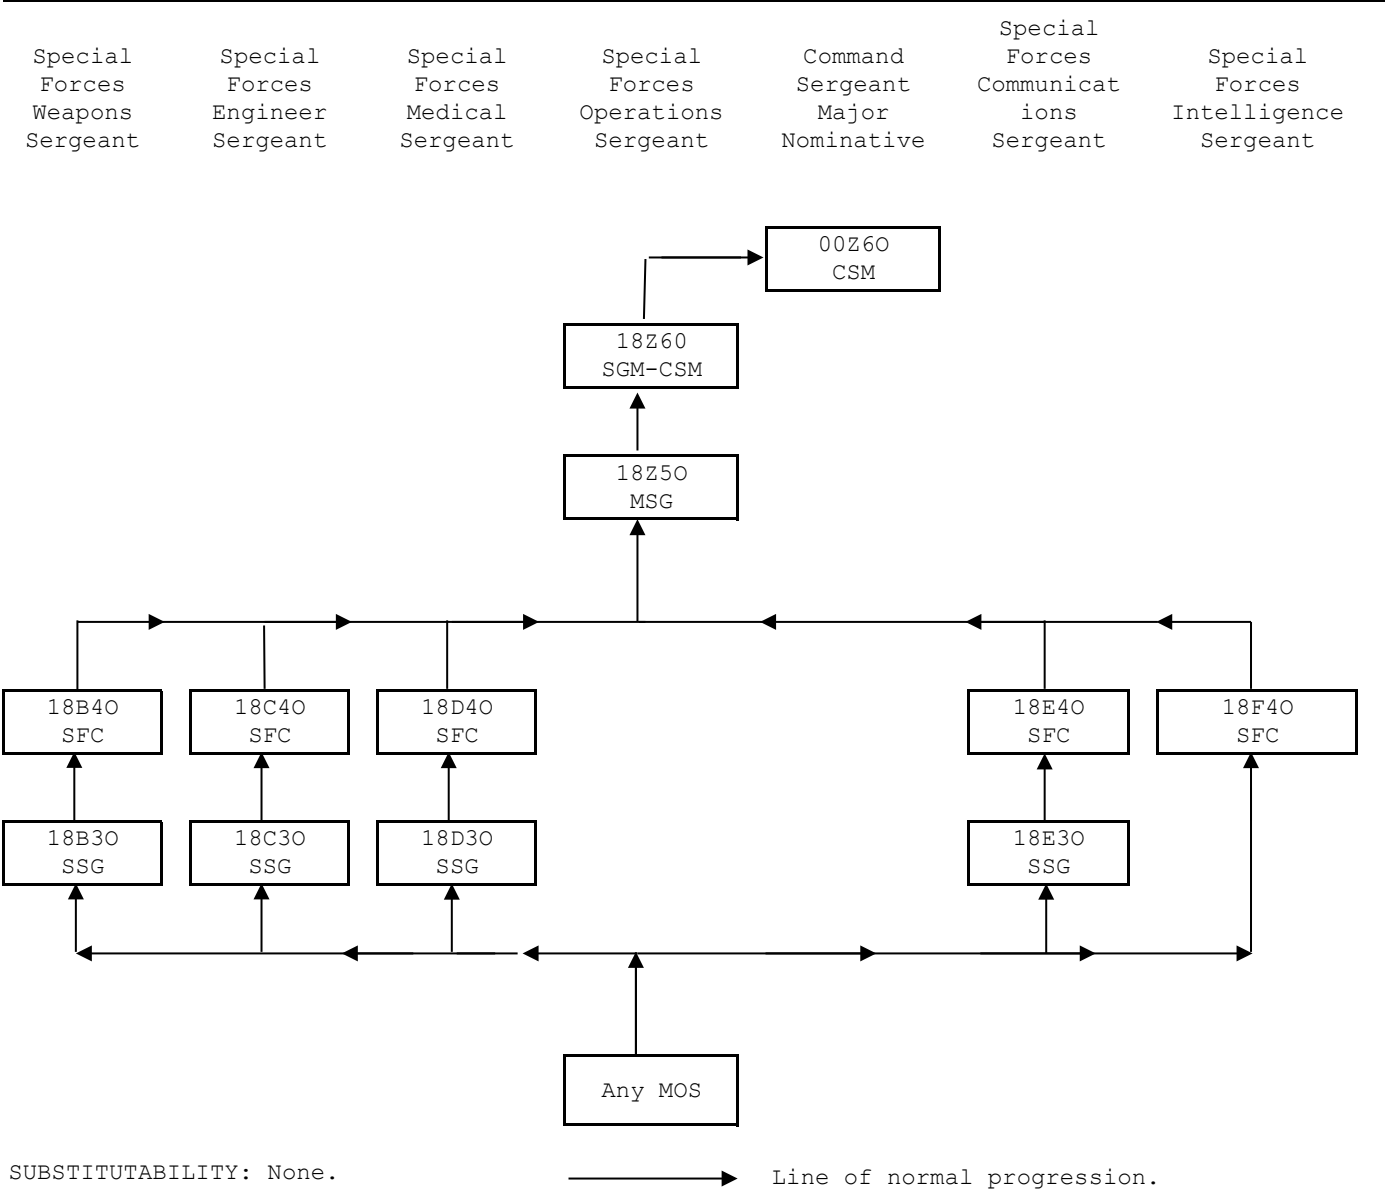 Special
Forces
Weapons
Sergeant
Special
Forces
Engineer
Sergeant
Special
Forces
Medical
Sergeant
Special
Forces
Operations
Sergeant
Command
Sergeant
Major
Nominative
Special
Forces
Communicat
ions
Sergeant
Special
Forces
Intelligence
Sergeant
00Z6O
CSM
18Z60
SGM-CSM
18Z5O
MSG
18B4O
SFC
18C4O
SFC
18D4O
SFC
18E4O
SFC
18F4O
SFC
18B3O
SSG
18C3O
SSG
18D3O
SSG
18E3O
SSG
Any MOS
SUBSTITUTABILITY: None.
Line of normal progression.